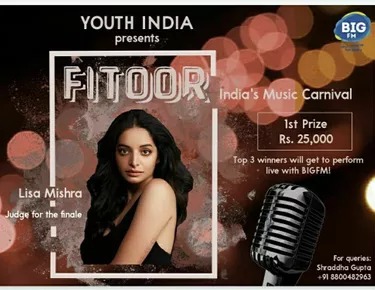 YOUTH INDIA
presents
BIG
FM
FITOOR
India's Music Carnival
1st Prize
Rs. 25,000
Top 3 winners will get to perform
live with BIGFM!
Lisa Mishra
Judge for the finale
For queries:
Shraddha Gupta
+91 8800482963